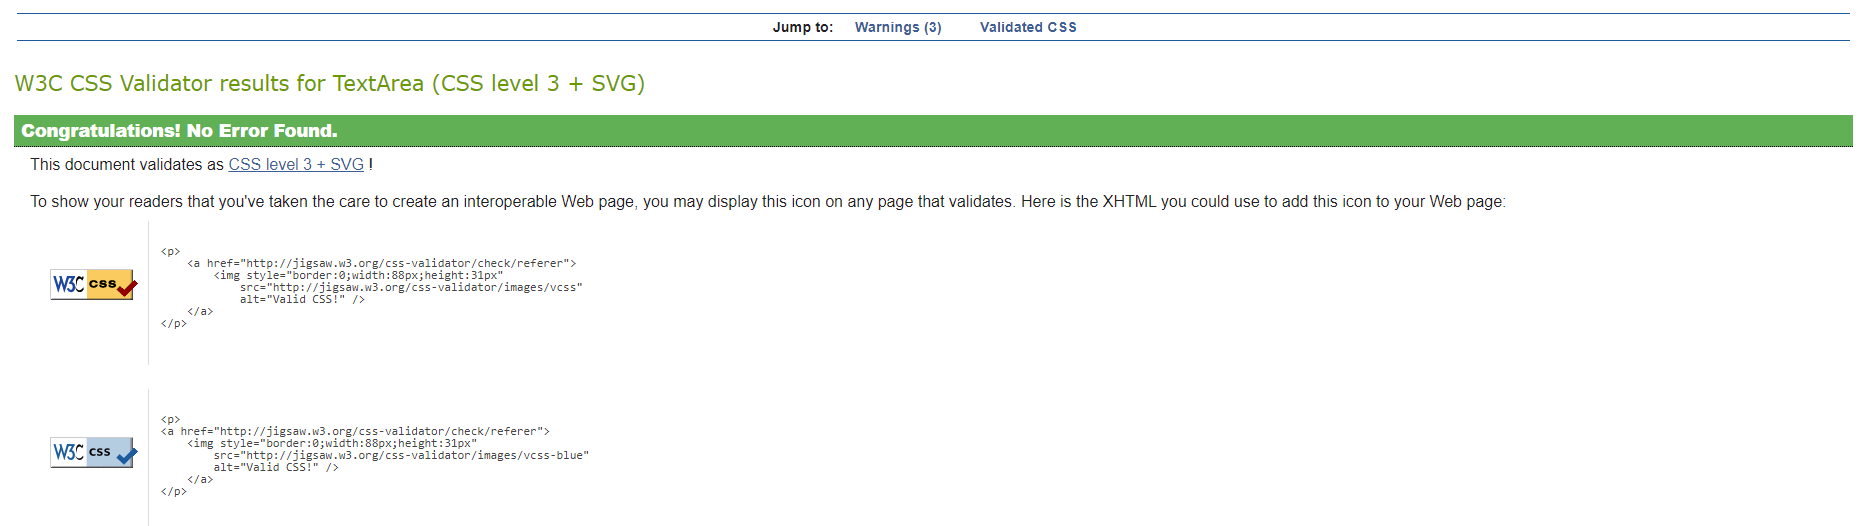 Jump to: Warnings (3) Validated CSS
W3C CSS Validator results for TextArea (CSS level 3 + SVG)
Congratulations! No Error Found.
This document validates as CSS level 3 + SVG !
To show your readers that you've taken the care to create an interoperable Web page, you may display this icon on any page that validates. Here is the XHTML you could use to add this icon to your Web page:
W3C css
<p>
<a href="http://jigsaw.w3.org/css-validator/check/referer">
<img style="border:0;width:88px;height:31px"
src="http://jigsaw.w3.org/css-validator/images/vcss"
alt="Valid CSS!" />
</a>
</p>
W3C css
<p>
<a href="http://jigsaw.w3.org/css-validator/check/referer">
<img style="border:0;width:88px;height:31px"
src="http://jigsaw.w3.org/css-validator/images/vcss-blue"
alt="Valid CSS!" />
</a>
</p>